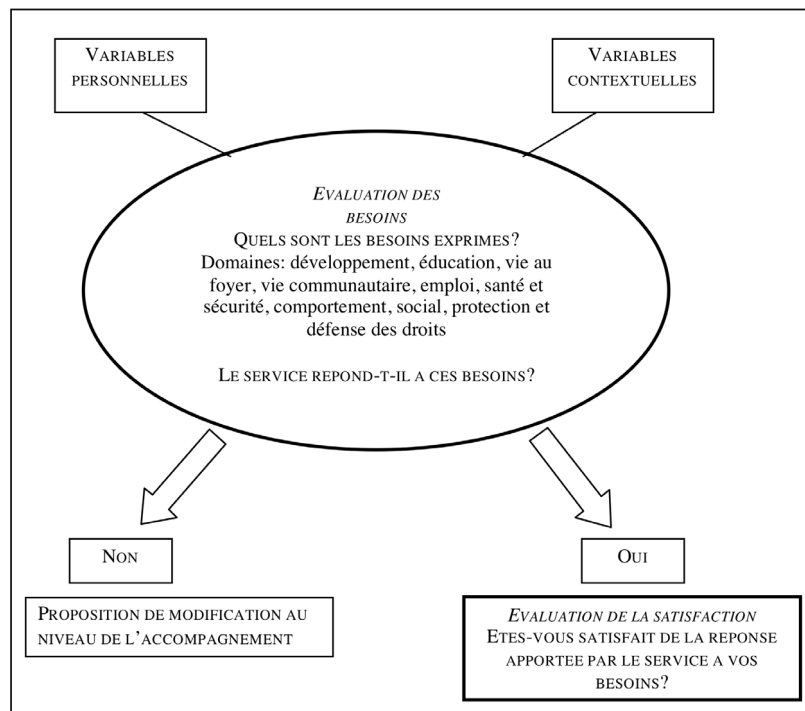 VARIABLES
PERSONNELLES
VARIABLES
CONTEXTUELLES
EVALUATION DES
BESOINS
QUELS SONT LES BESOINS EXPRIMES?
Domaines: développement, éducation, vie au
foyer, vie communautaire, emploi, santé et
sécurité, comportement, social, protection et
défense des droits
LE SERVICE REPOND-T-IL A CES BESOINS?
NON
OUI
PROPOSITION DE MODIFICATION AU
NIVEAU DE L'ACCOMPAGNEMENT
EVALUATION DE LA SATISFACTION
ETES-VOUS SATISFAIT DE LA REPONSE
APPORTEE PAR LE SERVICE A VOS
BESOINS?